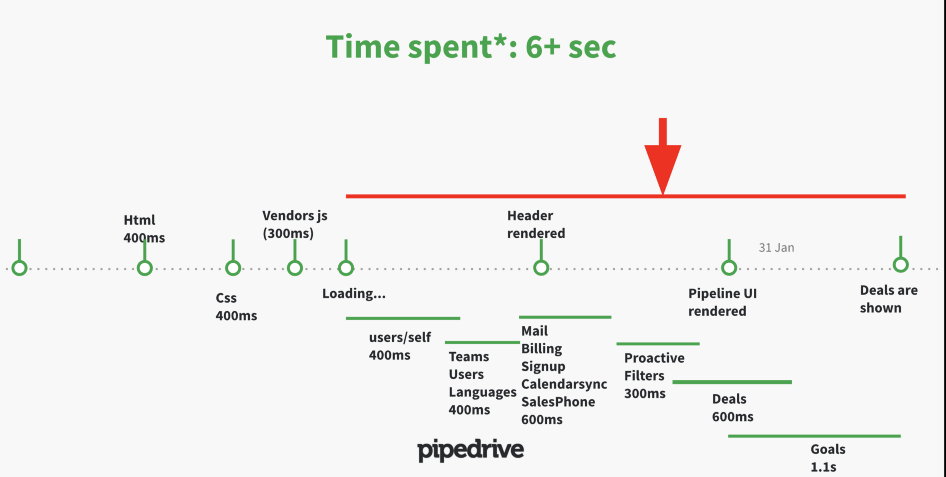 Time spent*: 6+ sec
Html
400ms
Vendors js
(300ms)
Header
rendered
31 Jan
Css
400ms
Loading...
Pipeline UI
rendered
Deals are
shown
users/self
400ms
Teams
Users
Languages
400ms
Mail
Billing
Signup
Calendarsync
SalesPhone
600ms
Proactive
Filters
300ms
Deals
600ms
Goals
1.1s
pipedrive